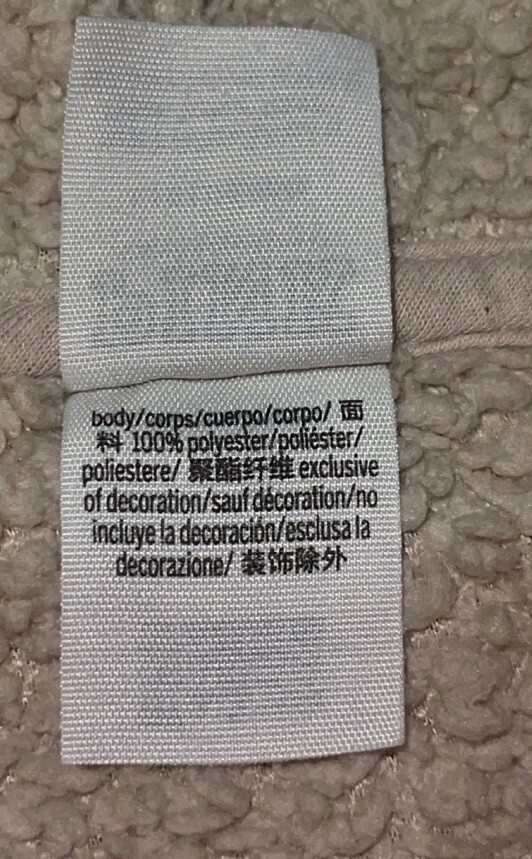 body/corps/cuerpo/corpo/ 面
料 100% polyester/poliéster/
poliestere/ 聚酯纤维 exclusive
of decoration/sauf décoration/no
incluye la decoración/esclusa la
decorazione/ 装饰除外